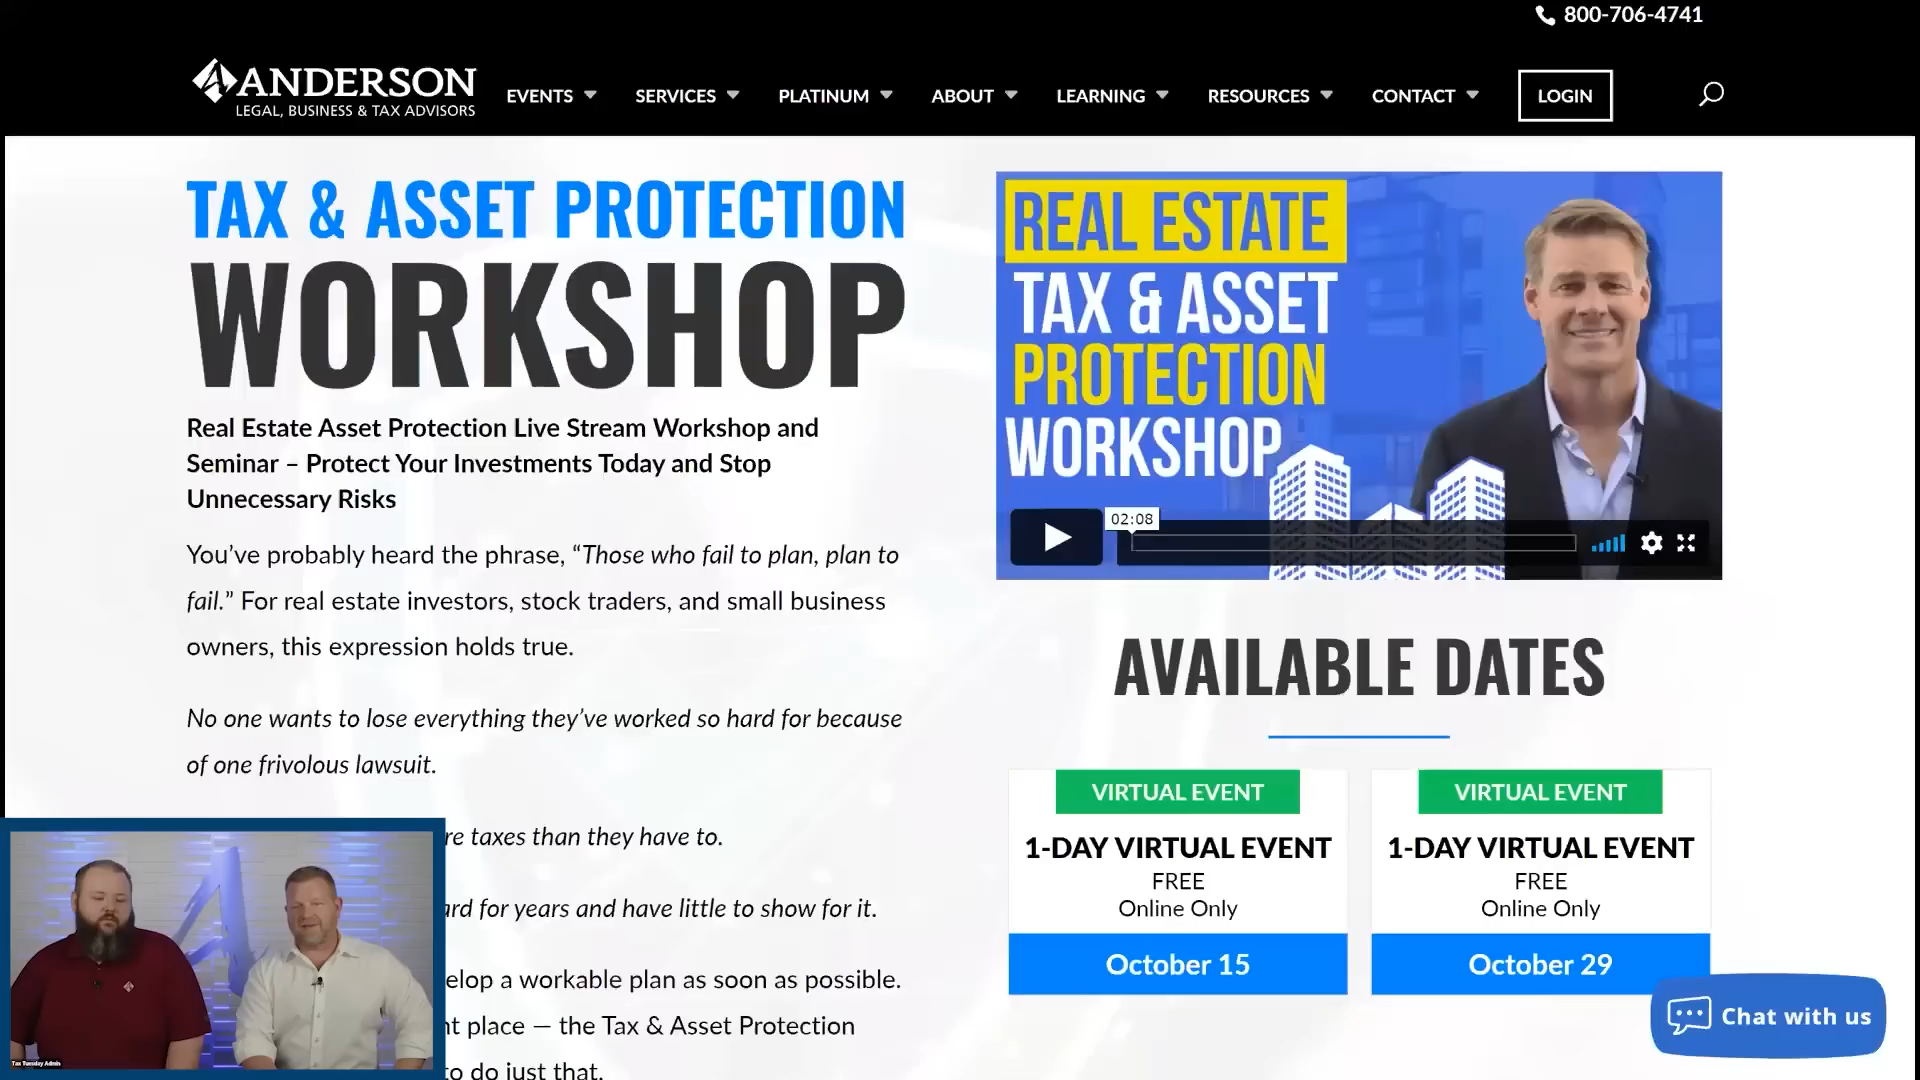 800-706-4741
ANDERSON
LEGAL, BUSINESS & TAX ADVISORS
EVENTS SERVICES PLATINUM ABOUT LEARNING RESOURCES CONTACT LOGIN
TAX & ASSET PROTECTION
WORKSHOP
Real Estate Asset Protection Live Stream Workshop and
Seminar – Protect Your Investments Today and Stop
Unnecessary Risks
You’ve probably heard the phrase, “Those who fail to plan, plan to
fail.” For real estate investors, stock traders, and small business
owners, this expression holds true.
No one wants to lose everything they’ve worked so hard for because
of one frivolous lawsuit.
re taxes than they have to.
ard for years and have little to show for it.
elop a workable plan as soon as possible.
nt place — the Tax & Asset Protection
to do just that.
Tax Tuesday Admin
REAL ESTATE
TAX & ASSET
PROTECTION
WORKSHOP
02:08
AVAILABLE DATES
VIRTUAL EVENT
1-DAY VIRTUAL EVENT
FREE
Online Only
October 15
VIRTUAL EVENT
1-DAY VIRTUAL EVENT
FREE
Online Only
October 29
Chat with us